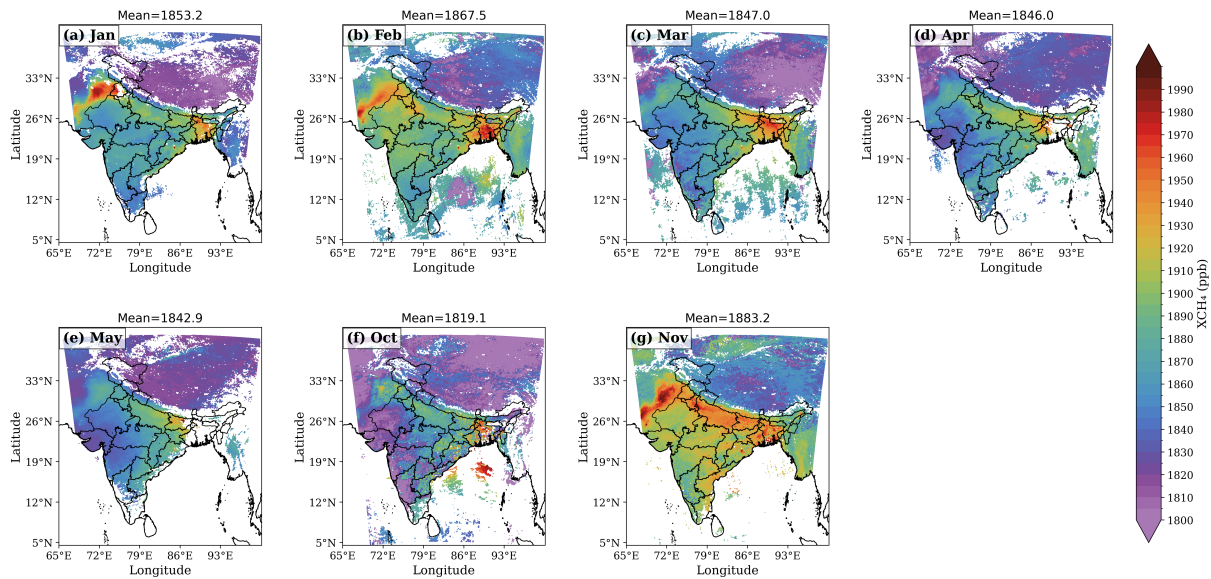 Mean=1853.2
(a) Jan
33°N
26°N
19°N
12°N
5°N
65°E 72°E 79°E 86°E 93°E
Latitude
Longitude
Mean=1867.5
(b) Feb
33°N
26°N
19°N
12°N
5°N
65°E 72°E 79°E 86°E 93°E
Latitude
Longitude
Mean=1847.0
(c) Mar
33°N
26°N
19°N
12°N
5°N
65°E 72°E 79°E 86°E 93°E
Latitude
Longitude
Mean=1846.0
(d) Apr
33°N
26°N
19°N
12°N
5°N
65°E 72°E 79°E 86°E 93°E
Latitude
Longitude
Mean=1842.9
(e) May
33°N
26°N
19°N
12°N
5°N
65°E 72°E 79°E 86°E 93°E
Latitude
Longitude
Mean=1819.1
(f) Oct
33°N
26°N
19°N
12°N
5°N
65°E 72°E 79°E 86°E 93°E
Latitude
Longitude
Mean=1883.2
(g) Nov
33°N
26°N
19°N
12°N
5°N
65°E 72°E 79°E 86°E 93°E
Latitude
Longitude
1990
1980
1970
1960
1950
1940
1930
1920
1910
1900
1890
1880
1870
1860
1850
1840
1830
1820
1810
1800
XCH₄ (ppb)